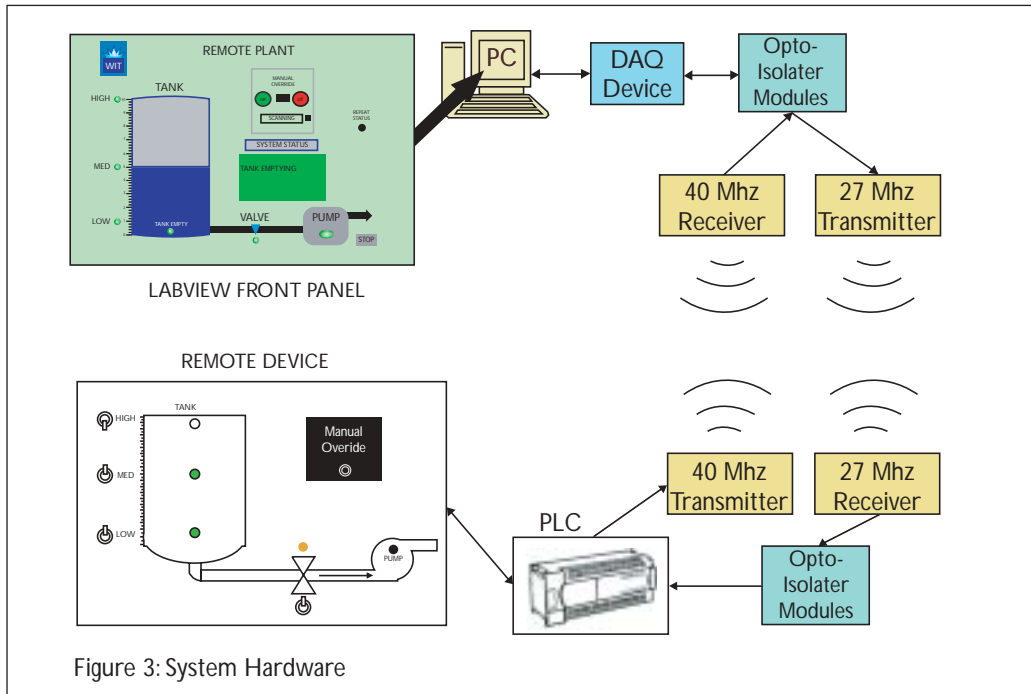 REMOTE PLANT
WIT
TANK
MANUAL
OVERRIDE
SCANNING
REPEAT
STATUS
HIGH
MED
LOW
SYSTEM STATUS
TANK EMPTYING
TANK EMPTY
VALVE
PUMP
STOP
LABVIEW FRONT PANEL
PC
DAQ
Device
Opto-
Isolater
Modules
40 Mhz
Receiver
27 Mhz
Transmitter
REMOTE DEVICE
TANK
HIGH
MED
LOW
Manual
Overide
PUMP
PLC
40 Mhz
Transmitter
27 Mhz
Receiver
Opto-
Isolater
Modules
Figure 3: System Hardware